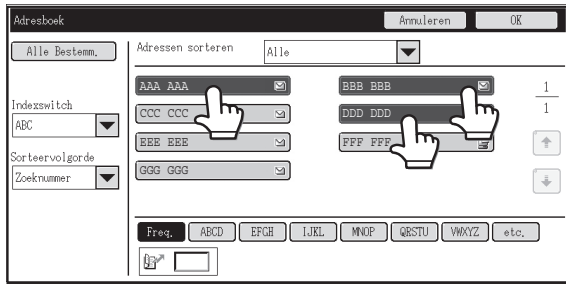 Adresboek Annuleren OK
Alle Bestemm. Adressen sorteren Alle
AAA AAA BBB BBB 1
Indexswitch CCC CCC DDD DDD 1
ABC
EEE EEE FFF FFF
Sorteervolgorde
Zoeknummer GGG GGG
Freq. ABCD EFGH IJKL MNOP QRSTU VWXYZ etc.